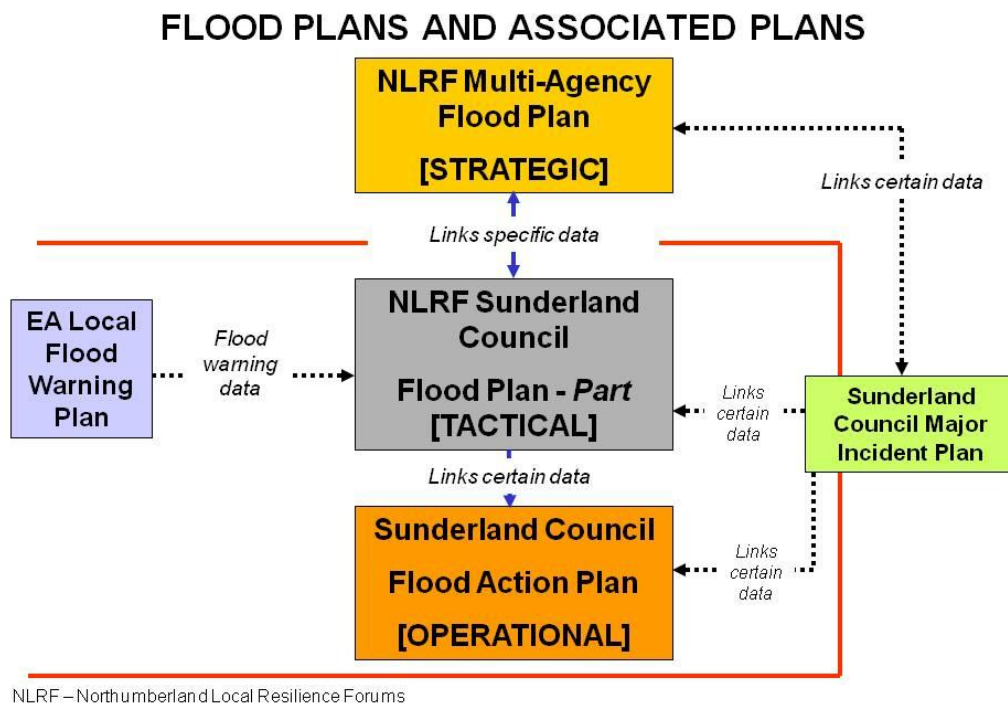 FLOOD PLANS AND ASSOCIATED PLANS
NLRF Multi-Agency
Flood Plan
[STRATEGIC]
Links certain data
Links specific data
EA Local
Flood
Warning
Plan
Flood
warning
data
NLRF Sunderland
Council
Flood Plan - Part
[TACTICAL]
Links
certain
data
Sunderland
Council Major
Incident Plan
Links certain data
Sunderland Council
Flood Action Plan
[OPERATIONAL]
Links
certain
data
NLRF – Northumberland Local Resilience Forums